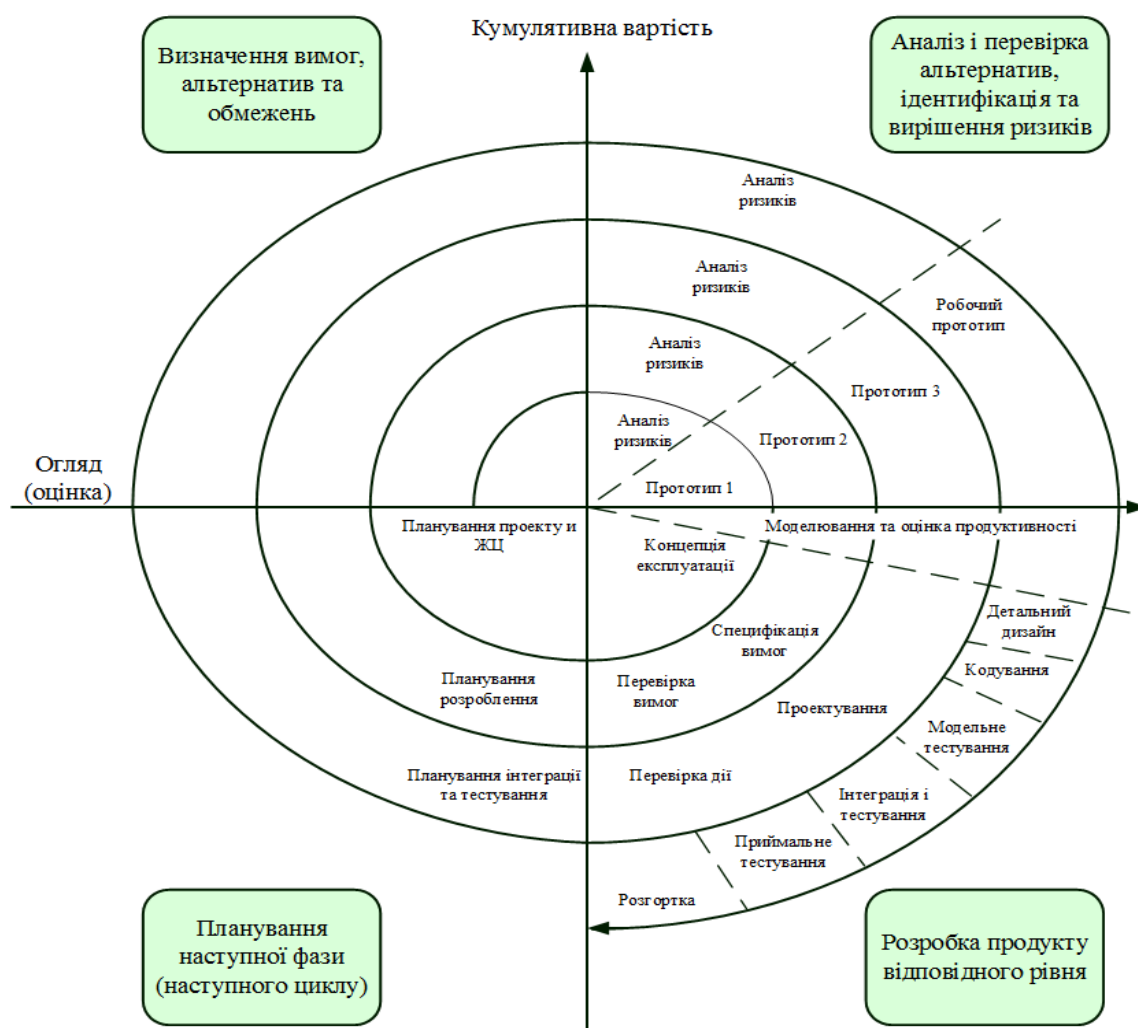 Кумулятивна вартість
Визначення вимог,
альтернатив та
обмежень
Аналіз і перевірка
альтернатив,
ідентифікація та
вирішення ризиків
Аналіз
ризиків
Аналіз
ризиків
Робочий
прототип
Аналіз
ризиків
Прототип 3
Аналіз
ризиків
Прототип 2
Огляд
(оцінка)
Прототип 1
Планування проекту и
ЖЦ
Моделювання та оцінка продуктивності
Концепція
експлуатації
Детальний
дизайн
Специфікація
вимог
Кодування
Планування
розроблення
Перевірка
вимог
Проектування
Модельне
тестування
Планування інтеграції
та тестування
Перевірка дії
Інтеграція і
тестування
Приймальне
тестування
Розгортка
Планування
наступної фази
(наступного циклу)
Розробка продукту
відповідного рівня